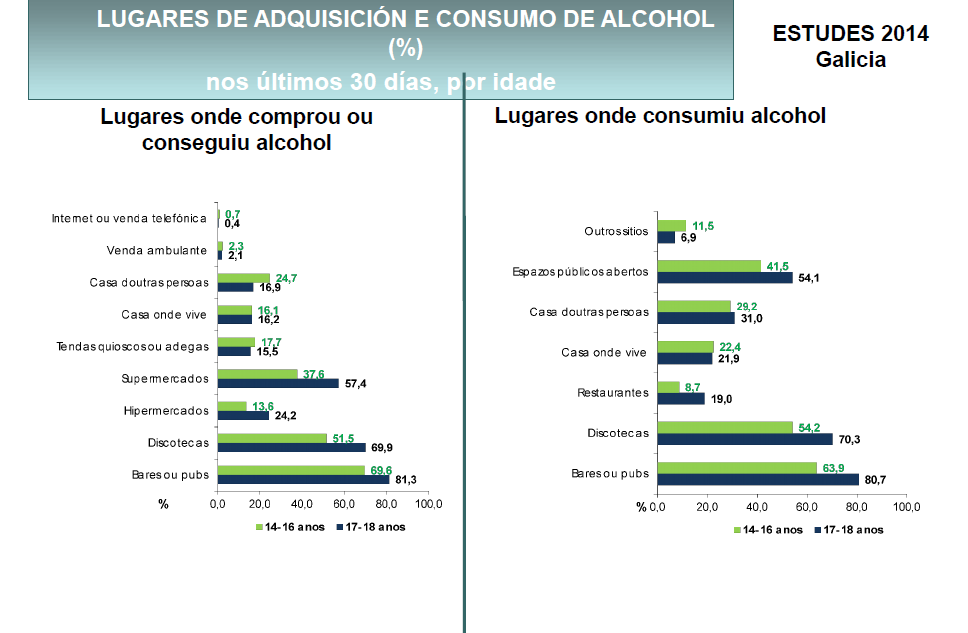 LUGARES DE ADQUISICIÓN E CONSUMO DE ALCOHOL
(%)
nos últimos 30 días, por idade
ESTUDES 2014
Galicia
Lugares onde comprou ou
conseguiu alcohol
Internet ou venda telefónica 0,7 0,4
Venda ambulante 2,3 2,1
Casa doutras persoas 24,7 16,9
Casa onde vive 16,1 16,2
Tendas quioscos ou adegas 17,7 15,5
Supermercados 37,6 57,4
Hipermercados 13,6 24,2
Discotecas 51,5 69,9
Bares ou pubs 69,6 81,3
% 0,0 20,0 40,0 60,0 80,0 100,0
14-16 anos 17-18 anos
Lugares onde consumiu alcohol
Outros sitios 11,5 6,9
Espazos públicos abertos 41,5 54,1
Casa doutras persoas 29,2 31,0
Casa onde vive 22,4 21,9
Restaurantes 8,7 19,0
Discotecas 54,2 70,3
Bares ou pubs 63,9 80,7
% 0,0 20,0 40,0 60,0 80,0 100,0
14-16 anos 17-18 anos